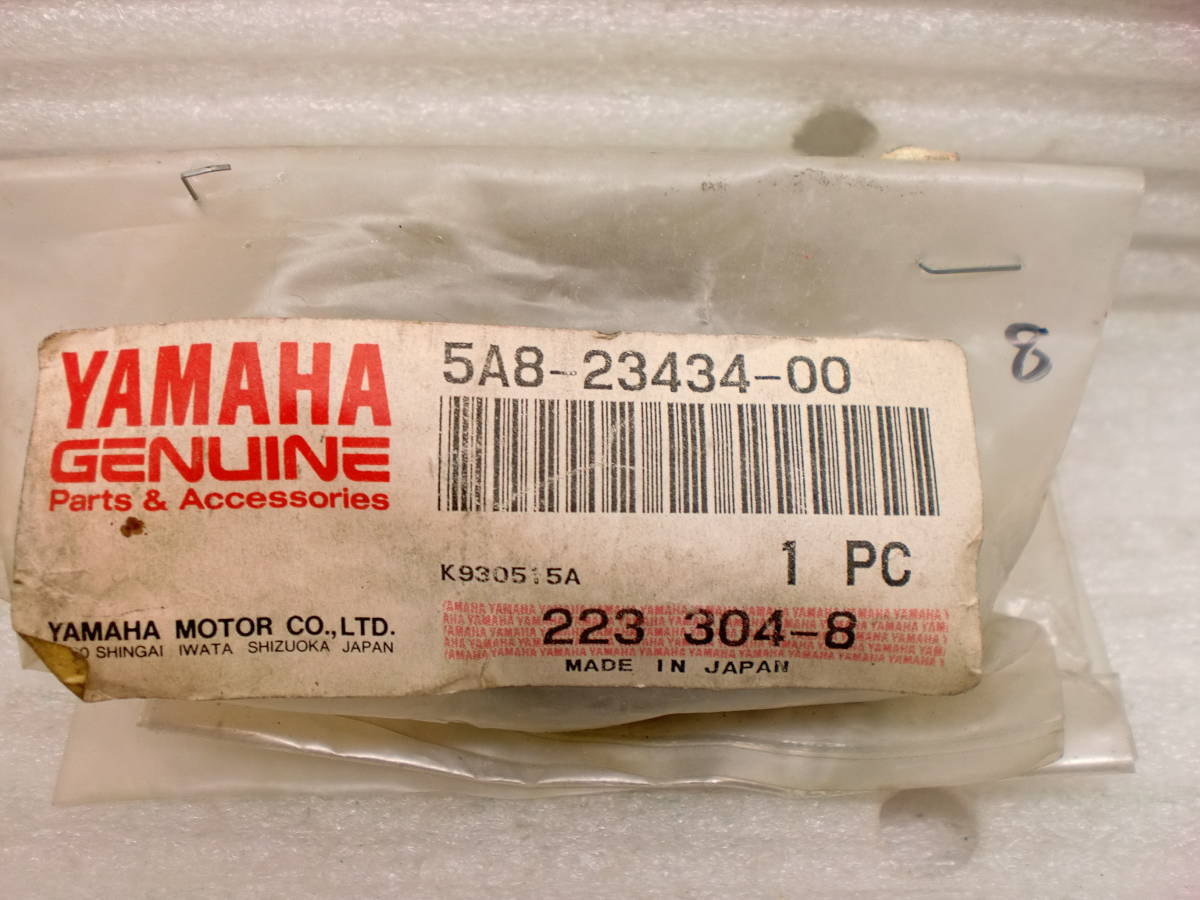 8
YAMAHA
GENUINE
Parts & Accessories
5A8-23434-00
1 PC
K930515A
YAMAHA MOTOR CO., LTD.
SHINGAI IWATA SHIZUOKA JAPAN
223 304-8
MADE IN JAPAN